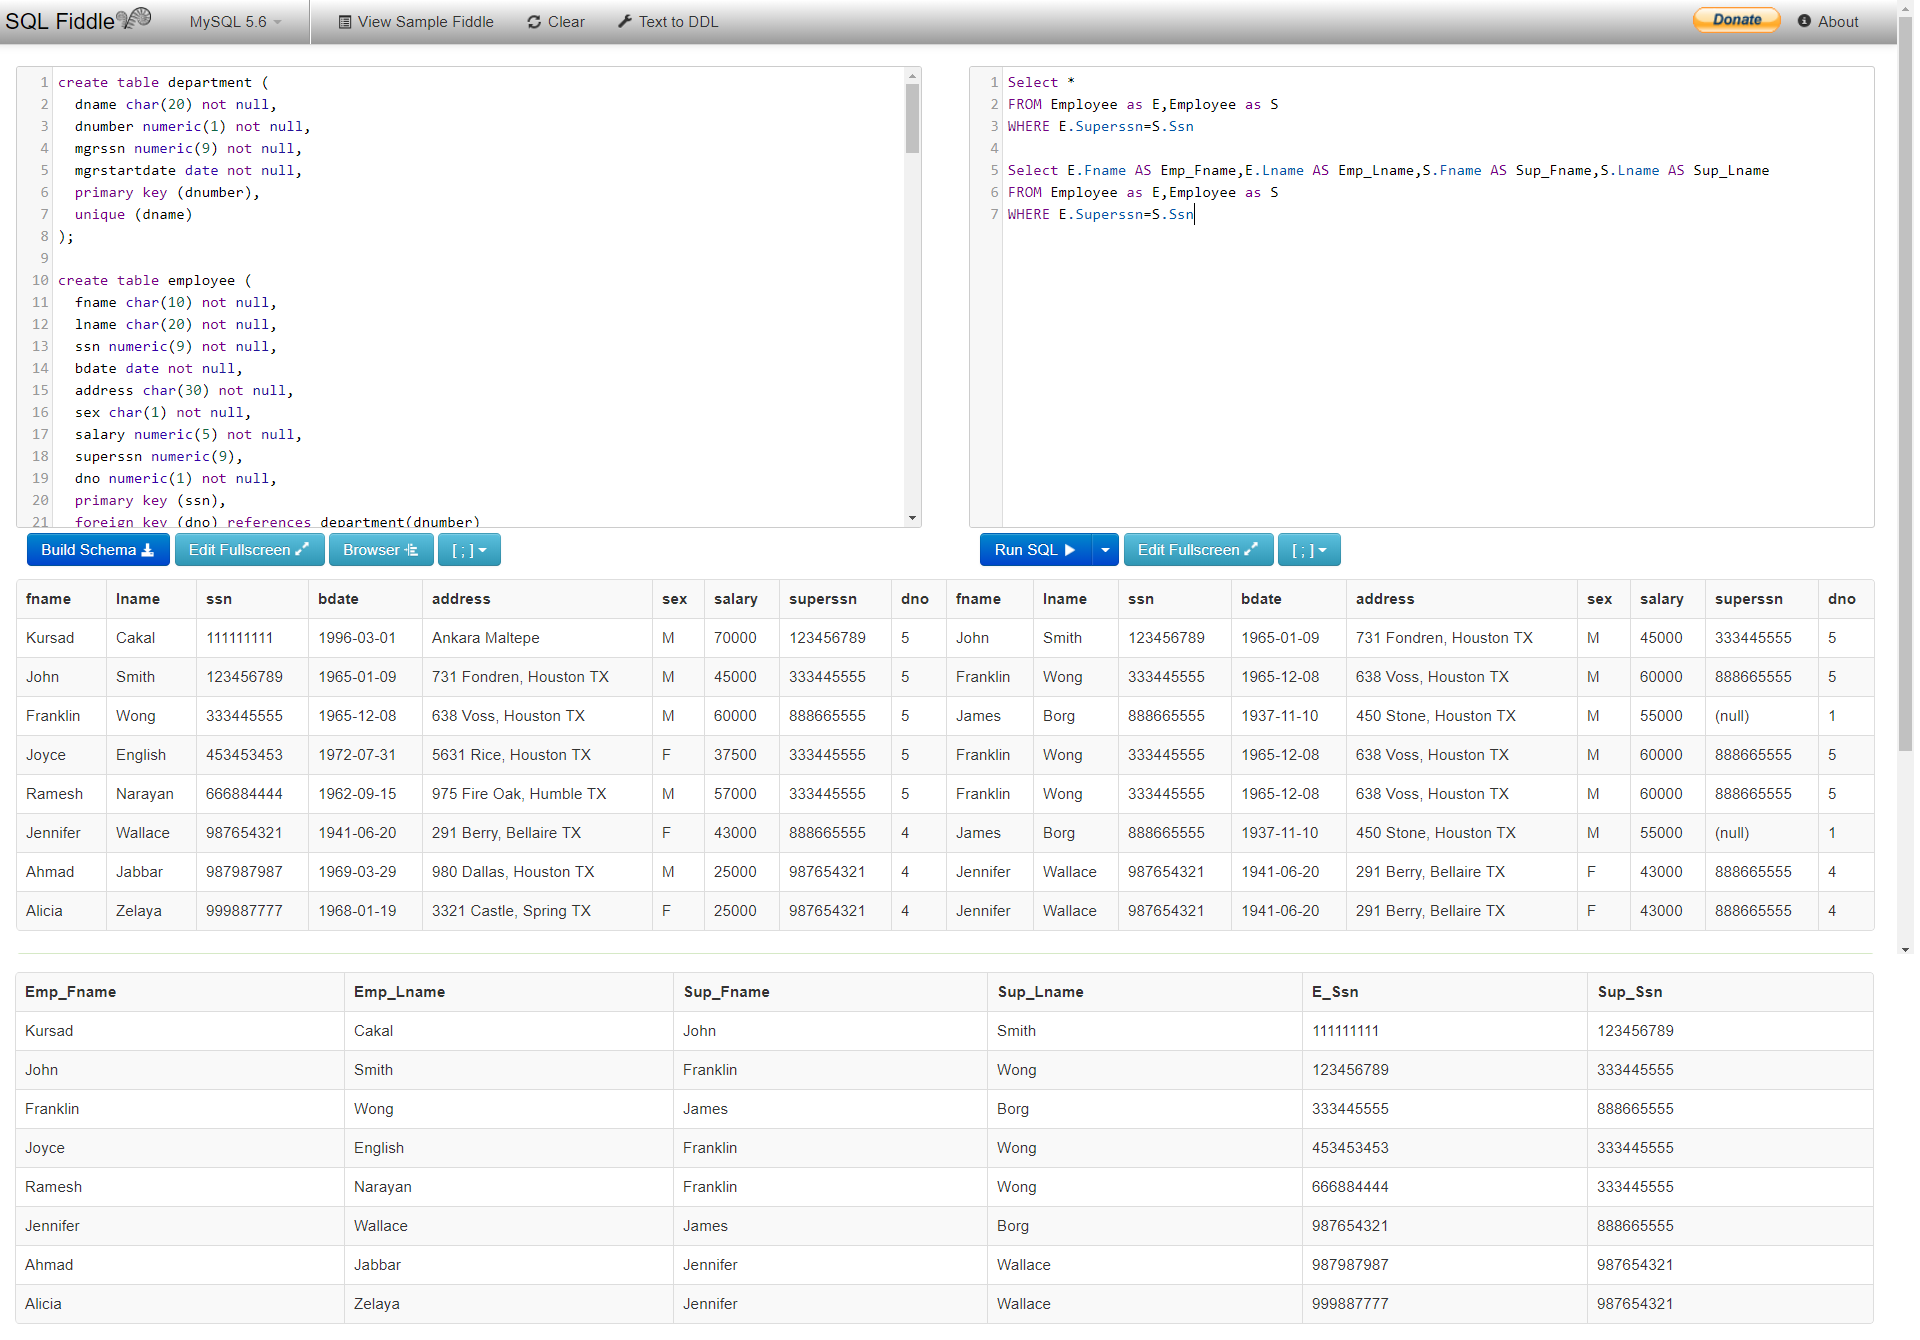 SQL Fiddle MySQL 5.6 View Sample Fiddle Clear Text to DDL Donate About
1 create table department (
2 dname char(20) not null,
3 dnumber numeric(1) not null,
4 mgrssn numeric(9) not null,
5 mgrstartdate date not null,
6 primary key (dnumber),
7 unique (dname)
8 );
9
10 create table employee (
11 fname char(10) not null,
12 lname char(20) not null,
13 ssn numeric(9) not null,
14 bdate date not null,
15 address char(30) not null,
16 sex char(1) not null,
17 salary numeric(5) not null,
18 superssn numeric(9),
19 dno numeric(1) not null,
20 primary key (ssn),
21 foreign key (dno) references department(dnumber)
Build Schema Edit Fullscreen Browser [ ; ]
1 Select *
2 FROM Employee as E,Employee as S
3 WHERE E.Superssn=S.Ssn
4
5 Select E.Fname AS Emp_Fname,E.Lname AS Emp_Lname,S.Fname AS Sup_Fname,S.Lname AS Sup_Lname
6 FROM Employee as E,Employee as S
7 WHERE E.Superssn=S.Ssn
Run SQL Edit Fullscreen [ ; ]
fname lname ssn bdate address sex salary superssn dno fname lname ssn bdate address sex salary superssn dno
Kursad Cakal 111111111 1996-03-01 Ankara Maltepe M 70000 123456789 5 John Smith 123456789 1965-01-09 731 Fondren, Houston TX M 45000 333445555 5
John Smith 123456789 1965-01-09 731 Fondren, Houston TX M 45000 333445555 5 Franklin Wong 333445555 1965-12-08 638 Voss, Houston TX M 60000 888665555 5
Franklin Wong 333445555 1965-12-08 638 Voss, Houston TX M 60000 888665555 5 James Borg 888665555 1937-11-10 450 Stone, Houston TX M 55000 (null) 1
Joyce English 453453453 1972-07-31 5631 Rice, Houston TX F 37500 333445555 5 Franklin Wong 333445555 1965-12-08 638 Voss, Houston TX M 60000 888665555 5
Ramesh Narayan 666884444 1962-09-15 975 Fire Oak, Humble TX M 57000 333445555 5 Franklin Wong 333445555 1965-12-08 638 Voss, Houston TX M 60000 888665555 5
Jennifer Wallace 987654321 1941-06-20 291 Berry, Bellaire TX F 43000 888665555 4 James Borg 888665555 1937-11-10 450 Stone, Houston TX M 55000 (null) 1
Ahmad Jabbar 987987987 1969-03-29 980 Dallas, Houston TX M 25000 987654321 4 Jennifer Wallace 987654321 1941-06-20 291 Berry, Bellaire TX F 43000 888665555 4
Alicia Zelaya 999887777 1968-01-19 3321 Castle, Spring TX F 25000 987654321 4 Jennifer Wallace 987654321 1941-06-20 291 Berry, Bellaire TX F 43000 888665555 4
Emp_Fname Emp_Lname Sup_Fname Sup_Lname E_Ssn Sup_Ssn
Kursad Cakal John Smith 111111111 123456789
John Smith Franklin Wong 123456789 333445555
Franklin Wong James Borg 333445555 888665555
Joyce English Franklin Wong 453453453 333445555
Ramesh Narayan Franklin Wong 666884444 333445555
Jennifer Wallace James Borg 987654321 888665555
Ahmad Jabbar Jennifer Wallace 987987987 987654321
Alicia Zelaya Jennifer Wallace 999887777 987654321